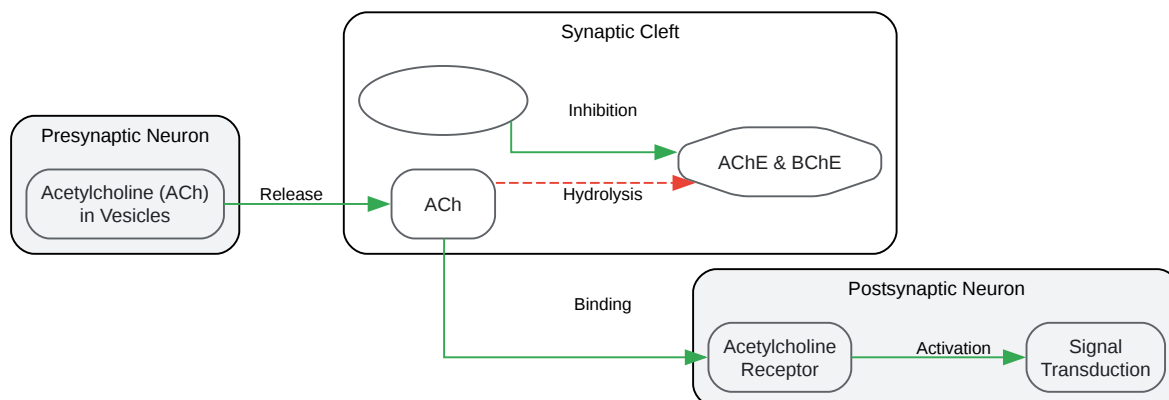 Synaptic Cleft
Inhibition
Presynaptic Neuron
AChE & BChE
Acetylcholine (ACh)
in Vesicles
Release
ACh
Hydrolysis
Binding
Postsynaptic Neuron
Acetylcholine
Receptor
Activation
Signal
Transduction